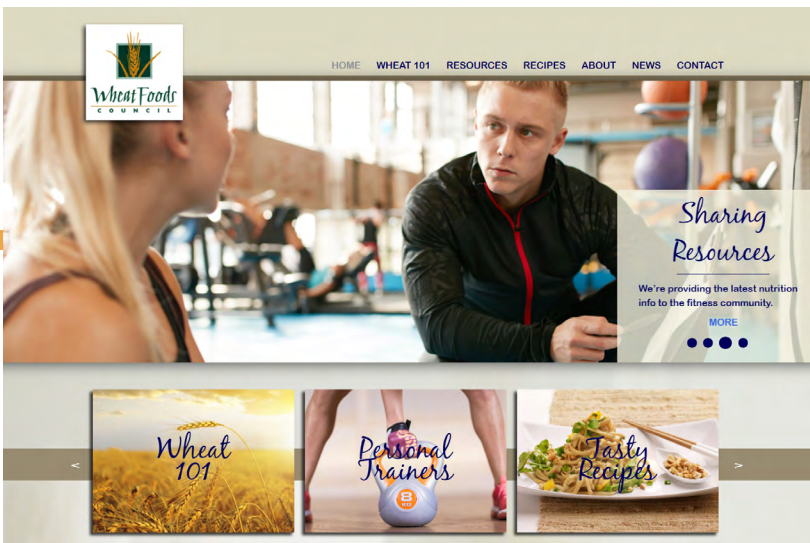 Wheat Foods
COUNCIL
HOME WHEAT 101 RESOURCES RECIPES ABOUT NEWS CONTACT
Sharing
Resources
We're providing the latest nutrition
info to the fitness community.
MORE
<
Wheat
101
Personal
Trainers
8
KG
Tasty
Recipes
>